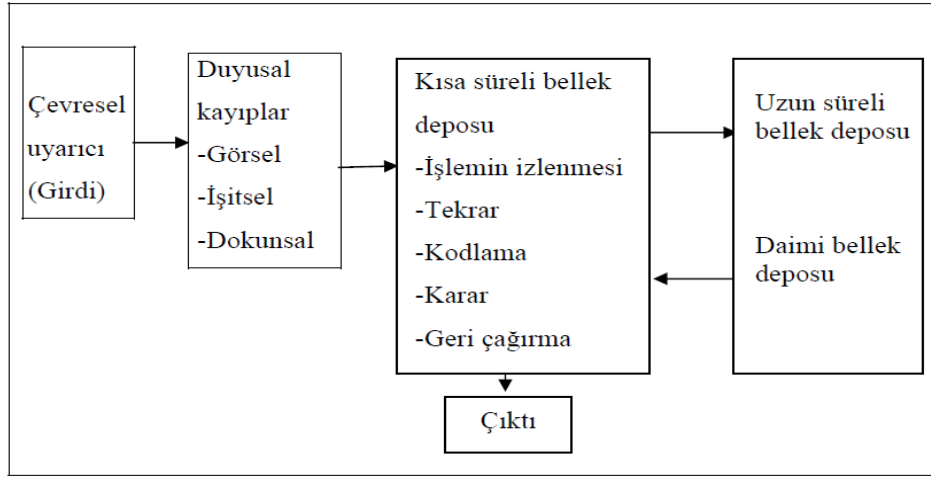 Çevresel
uyarıcı
(Girdi)
Duyusal
kayıplar
-Görsel
-İşitsel
-Dokunsal
Kısa süreli bellek
deposu
-İşlemin izlenmesi
-Tekrar
-Kodlama
-Karar
-Geri çağırma
Uzun süreli
bellek deposu
Daimi bellek
deposu
Çıktı